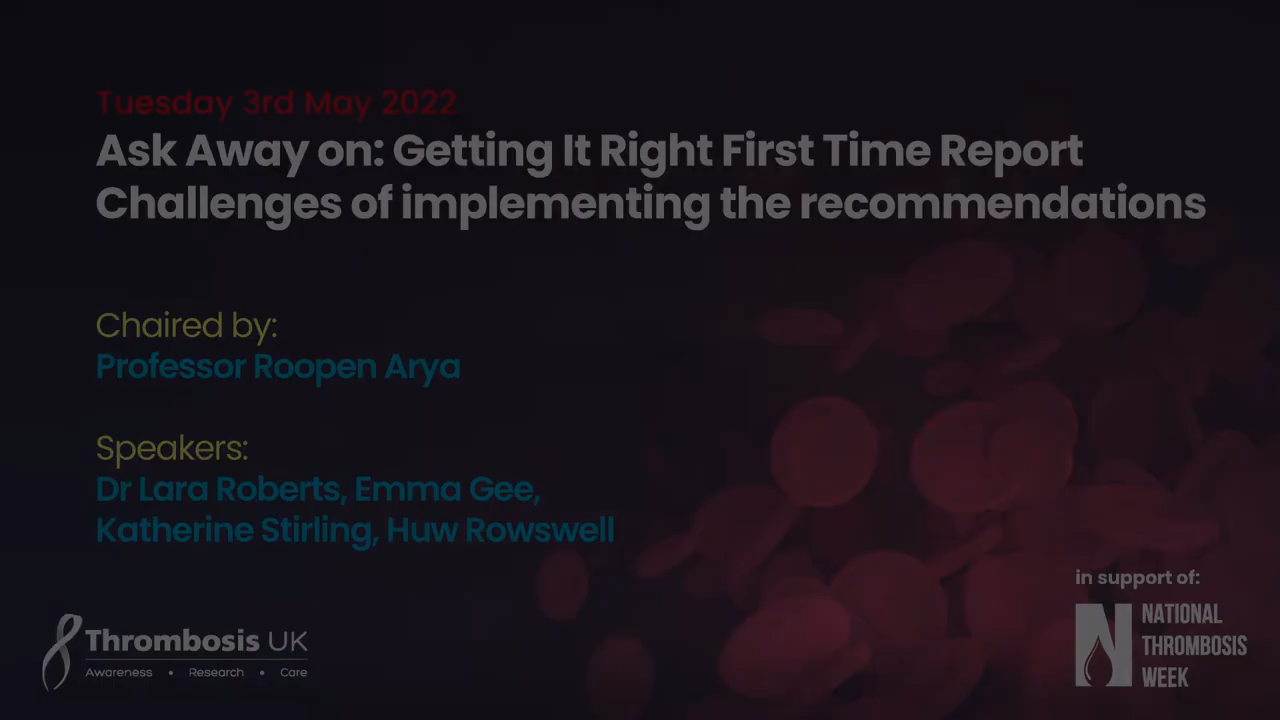 Tuesday 3rd May 2022
Ask Away on: Getting It Right First Time Report
Challenges of implementing the recommendations
Chaired by:
Professor Roopen Arya
Speakers:
Dr Lara Roberts, Emma Gee,
Katherine Stirling, Huw Rowswell
in support of:
NATIONAL
THROMBOSIS
WEEK
Thrombosis UK
Awareness • Research • Care